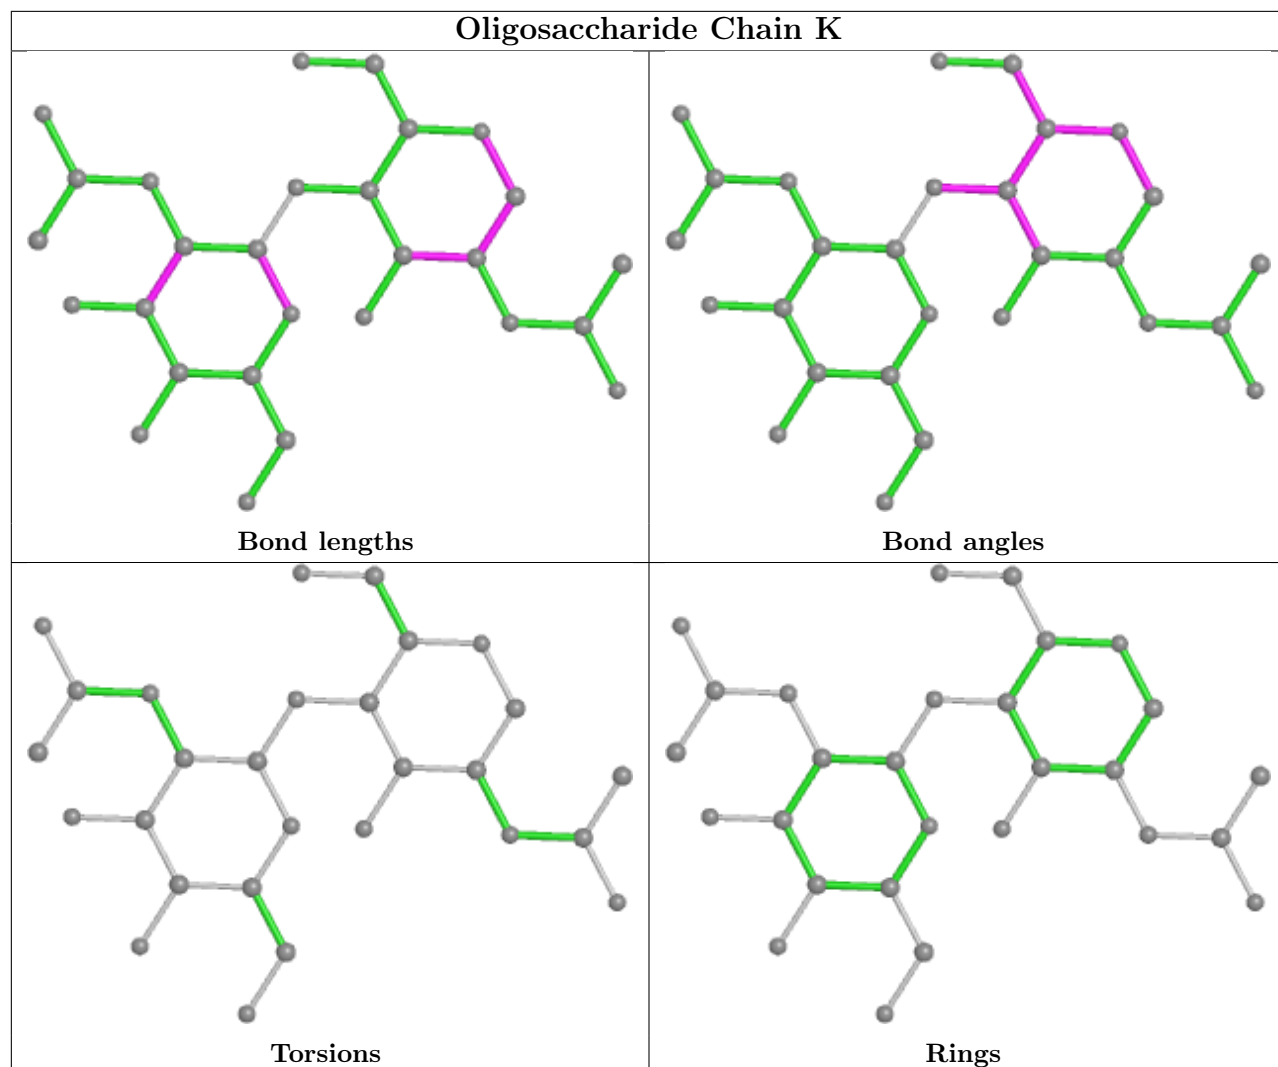 Oligosaccharide Chain K
Bond lengths
Bond angles
Torsions
Rings